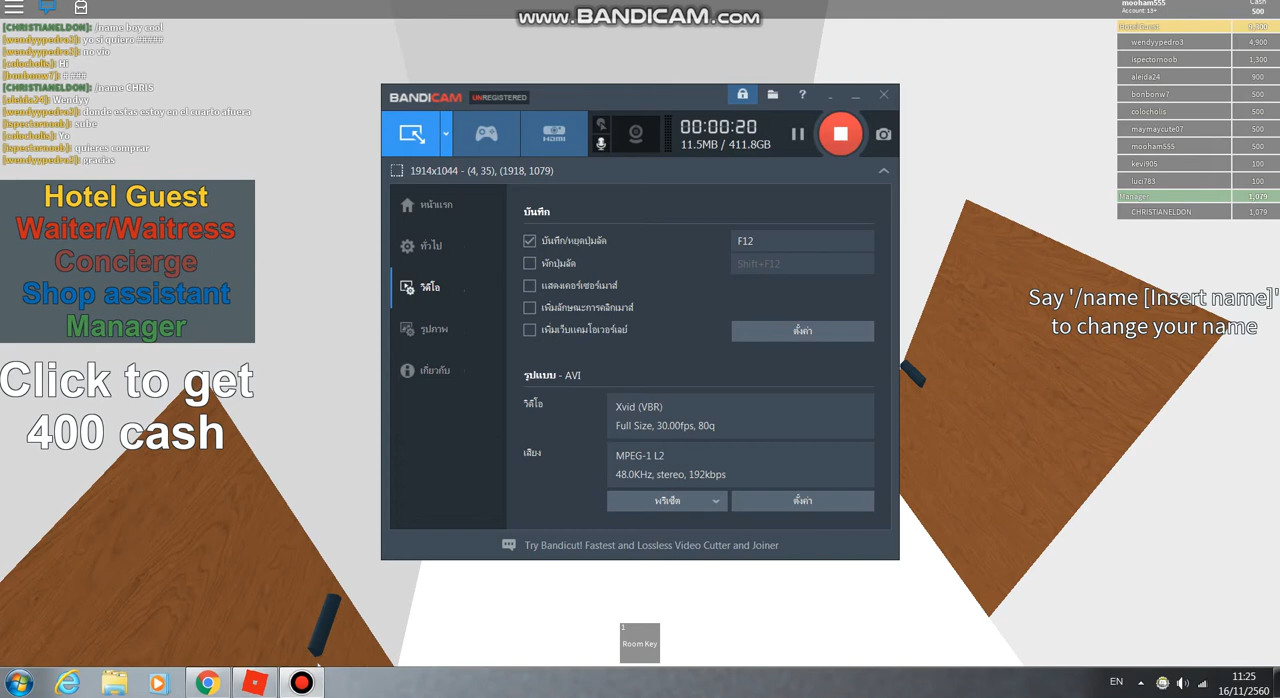 www.BANDICAM.com
mooham555
Account: 13+
Cash
500
[CHRISTIANELDON]: /name boy cool
[wendyypedro3]: yo si quiero #####
[wendyypedro3]: no vio
[colocholis]: Hi
[bonbonw7]: # ###
[CHRISTIANELDON]: /name CHRIS
[aleida24]: Wendyy
[wendyypedro3]: donde estas estoy en el cuarto afuera
[ispectornoob]: sube
[colocholis]: Yo
[ispectornoob]: quieres comprar
[wendyypedro3]: gracias
Hotel Guest 9,300
wendyypedro3 4,900
ispectornoob 1,300
aleida24 900
bonbonw7 500
colocholis 500
maymaycute07 500
mooham555 500
kevi905 100
luci783 100
Manager 1,079
CHRISTIANELDON 1,079
Hotel Guest
Waiter/Waitress
Concierge
Shop assistant
Manager
Click to get
400 cash
Say '/name [Insert name]'
to change your name
BANDICAM UNREGISTERED
HDMI
00:00:20
11.5MB / 411.8GB
1914x1044 - (4, 35), (1918, 1079)
หน้าแรก
ทั่วไป
วิดีโอ
รูปภาพ
เกี่ยวกับ
บันทึก
บันทึก/หยุดปุ่มลัด F12
พักปุ่มลัด Shift+F12
แสดงเคอร์เซอร์เมาส์
เพิ่มลักษณะการคลิกเมาส์
เพิ่มเว็บแคมโอเวอร์เลย์ ตั้งค่า
รูปแบบ - AVI
วิดีโอ
Xvid (VBR)
Full Size, 30.00fps, 80q
เสียง
MPEG-1 L2
48.0KHz, stereo, 192kbps
พรีเซ็ต ตั้งค่า
Try Bandicut! Fastest and Lossless Video Cutter and Joiner
1
Room Key
EN
11:25
16/11/2560